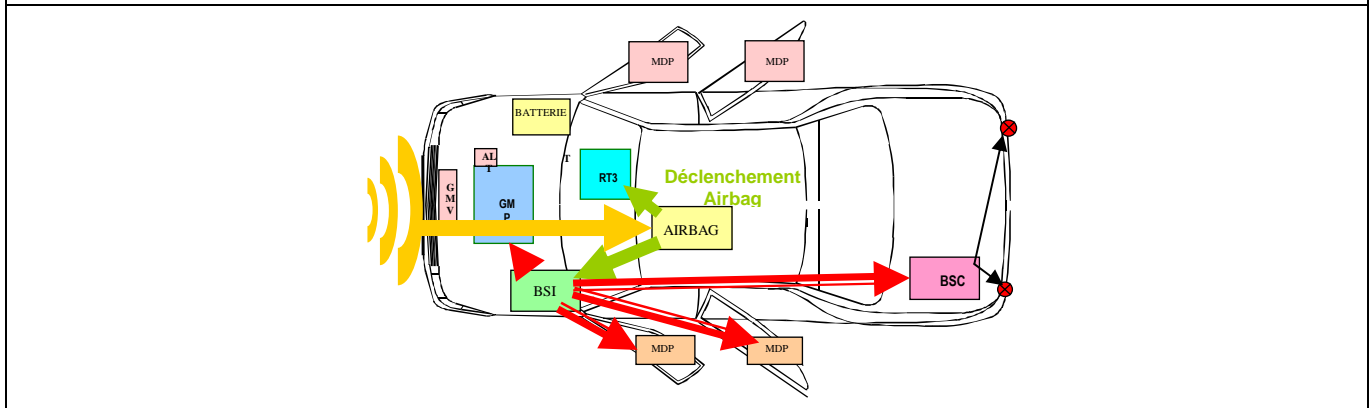 MDP
MDP
BATTERIE
AL
T
T
RT3
Déclenchement
Airbag
G
M
V
GM
P
AIRBAG
BSI
BSC
MDP
MDP